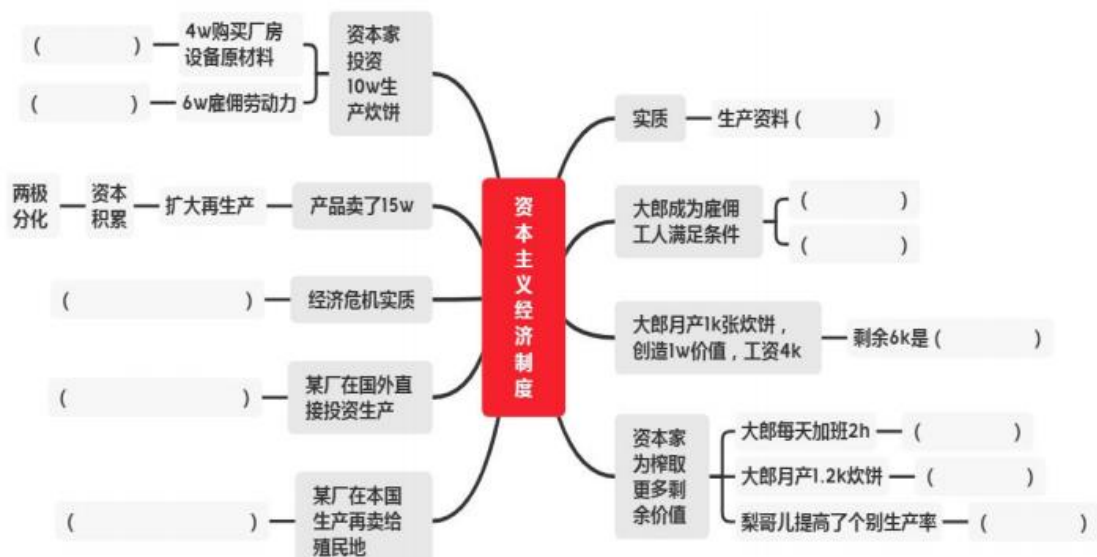 资本主义经济制度
资本家
投资
10w生
产炊饼
4w购买厂房
设备原材料
(　　　)
6w雇佣劳动力
(　　　)
产品卖了15w
扩大再生产
资本
积累
两极
分化
经济危机实质
(　　　)
某厂在国外直
接投资生产
(　　　)
某厂在本国
生产再卖给
殖民地
(　　　)
实质
生产资料 (　　　)
大郎成为雇佣
工人满足条件
(　　　)
(　　　)
大郎月产1k张炊饼，
创造1w价值，工资4k
剩余6k是 (　　　)
资本家
为榨取
更多剩
余价值
大郎每天加班2h
(　　　)
大郎月产1.2k炊饼
(　　　)
梨哥儿提高了个别生产率
(　　　)